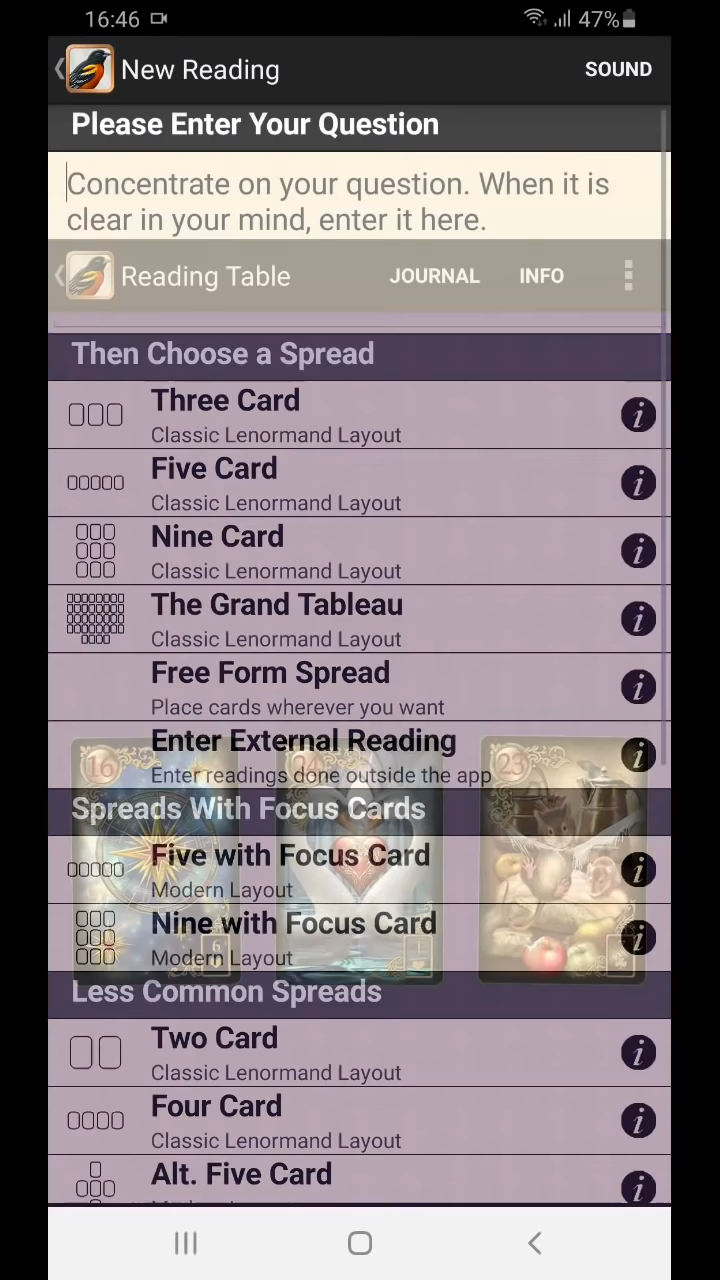 16:46 47%
New Reading SOUND
Please Enter Your Question
Concentrate on your question. When it is
clear in your mind, enter it here.
Reading Table JOURNAL INFO
Then Choose a Spread
Three Card
Classic Lenormand Layout
Five Card
Classic Lenormand Layout
Nine Card
Classic Lenormand Layout
The Grand Tableau
Classic Lenormand Layout
Free Form Spread
Place cards wherever you want
Enter External Reading
16 24 23
Enter readings done outside the app
Spreads With Focus Cards
Five with Focus Card
Modern Layout
Nine with Focus Card
6 1
Modern Layout
Less Common Spreads
Two Card
Classic Lenormand Layout
Four Card
Classic Lenormand Layout
Alt. Five Card